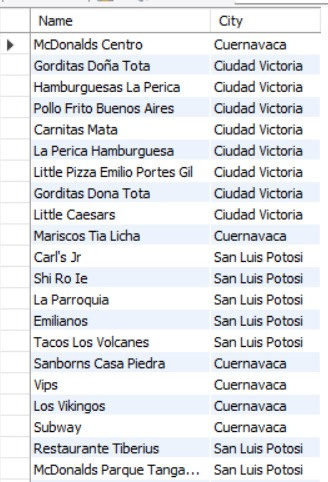 Name City
McDonalds Centro Cuernavaca
Gorditas Doña Tota Ciudad Victoria
Hamburguesas La Perica Ciudad Victoria
Pollo Frito Buenos Aires Ciudad Victoria
Carnitas Mata Ciudad Victoria
La Perica Hamburguesa Ciudad Victoria
Little Pizza Emilio Portes Gil Ciudad Victoria
Gorditas Dona Tota Ciudad Victoria
Little Caesars Ciudad Victoria
Mariscos Tia Licha Cuernavaca
Carl's Jr San Luis Potosi
Shi Ro Ie San Luis Potosi
La Parroquia San Luis Potosi
Emilianos San Luis Potosi
Tacos Los Volcanes San Luis Potosi
Sanborns Casa Piedra Cuernavaca
Vips Cuernavaca
Los Vikingos Cuernavaca
Subway Cuernavaca
Restaurante Tiberius San Luis Potosi
McDonalds Parque Tanga... San Luis Potosi